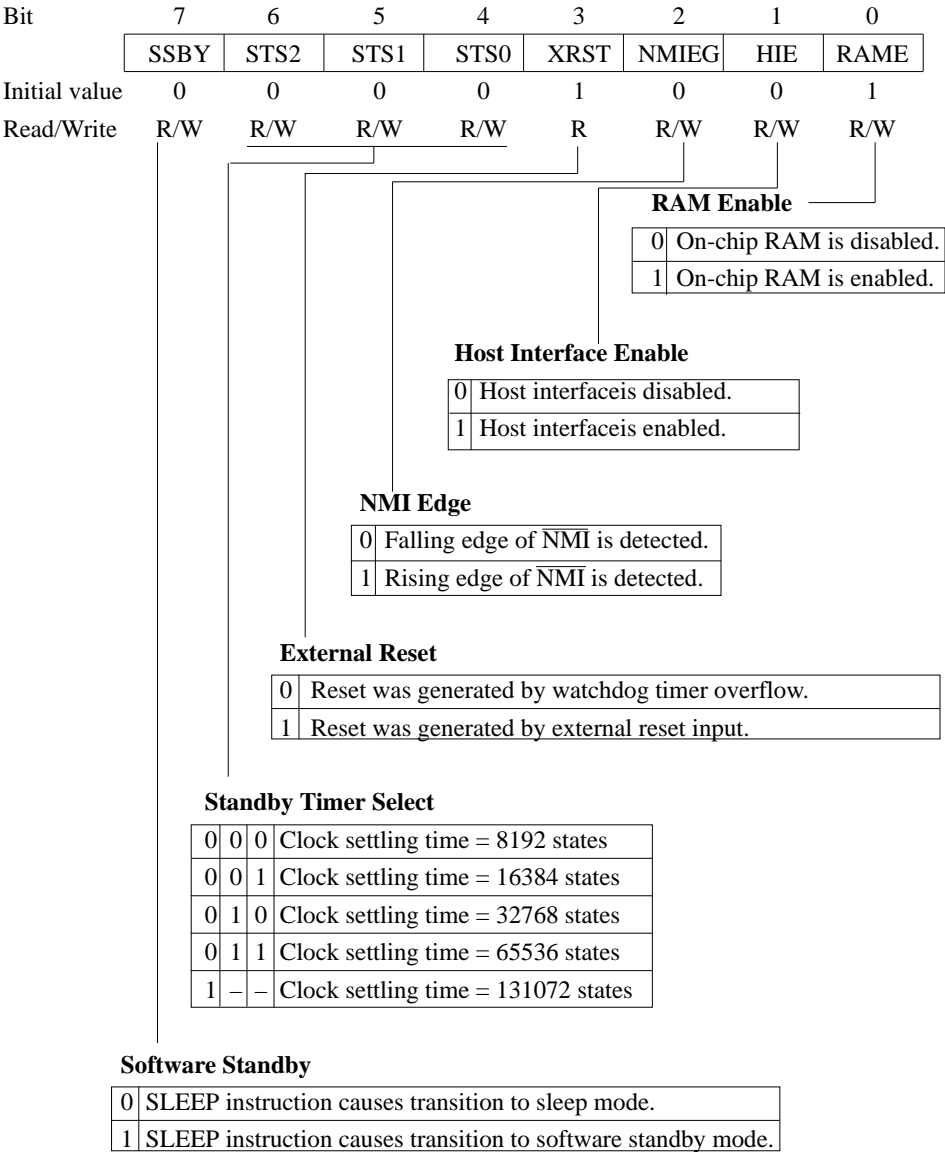 Bit 7 6 5 4 3 2 1 0
SSBY STS2 STS1 STS0 XRST NMIEG HIE RAME
Initial value 0 0 0 0 1 0 0 1
Read/Write R/W R/W R/W R/W R R/W R/W R/W
RAM Enable
0 On-chip RAM is disabled.
1 On-chip RAM is enabled.
Host Interface Enable
0 Host interfaceis disabled.
1 Host interfaceis enabled.
NMI Edge
0 Falling edge of N̅M̅I̅ is detected.
1 Rising edge of N̅M̅I̅ is detected.
External Reset
0 Reset was generated by watchdog timer overflow.
1 Reset was generated by external reset input.
Standby Timer Select
0 0 0 Clock settling time = 8192 states
0 0 1 Clock settling time = 16384 states
0 1 0 Clock settling time = 32768 states
0 1 1 Clock settling time = 65536 states
1 – – Clock settling time = 131072 states
Software Standby
0 SLEEP instruction causes transition to sleep mode.
1 SLEEP instruction causes transition to software standby mode.